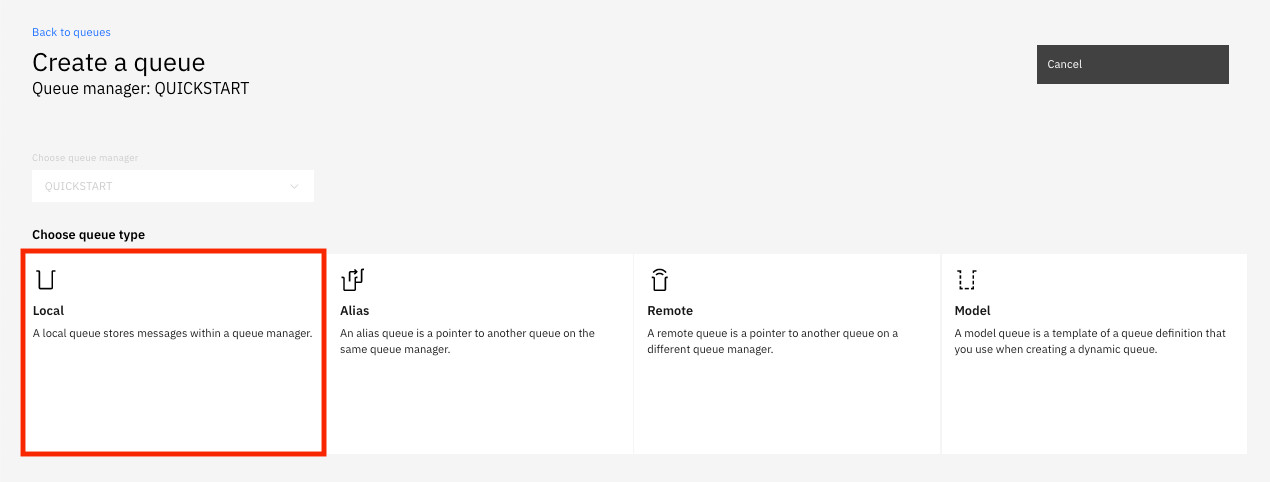 Back to queues
Create a queue
Queue manager: QUICKSTART
Cancel
Choose queue manager
QUICKSTART
Choose queue type
Local
A local queue stores messages within a queue manager.
Alias
An alias queue is a pointer to another queue on the
same queue manager.
Remote
A remote queue is a pointer to another queue on a
different queue manager.
Model
A model queue is a template of a queue definition that
you use when creating a dynamic queue.